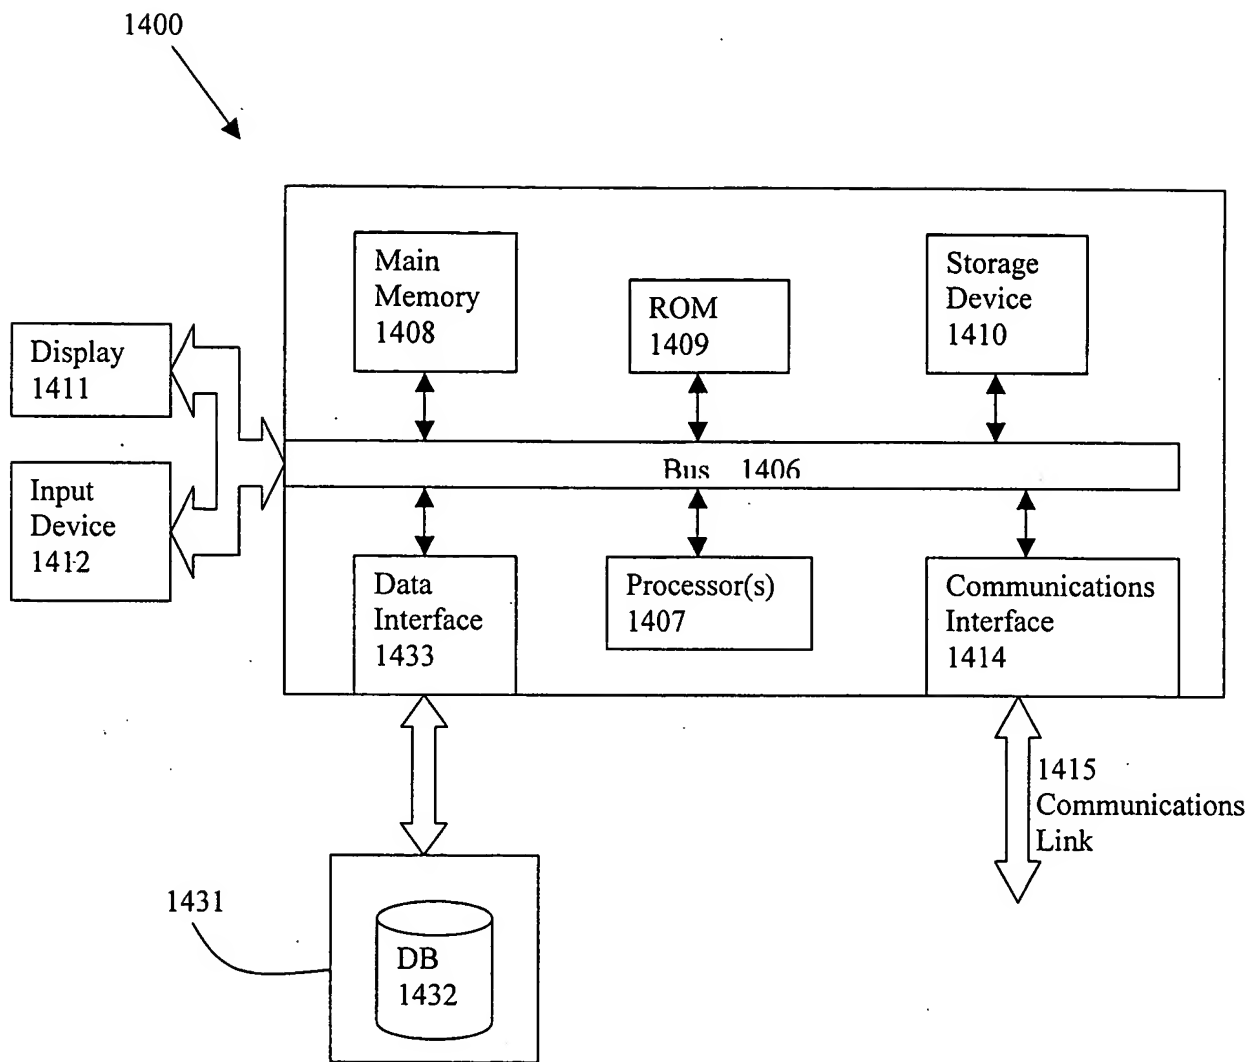 1400
Main
Memory
1408
ROM
1409
Storage
Device
1410
Display
1411
Bus 1406
Input
Device
1412
Data
Interface
1433
Processor(s)
1407
Communications
Interface
1414
1415
Communications
Link
1431
DB
1432